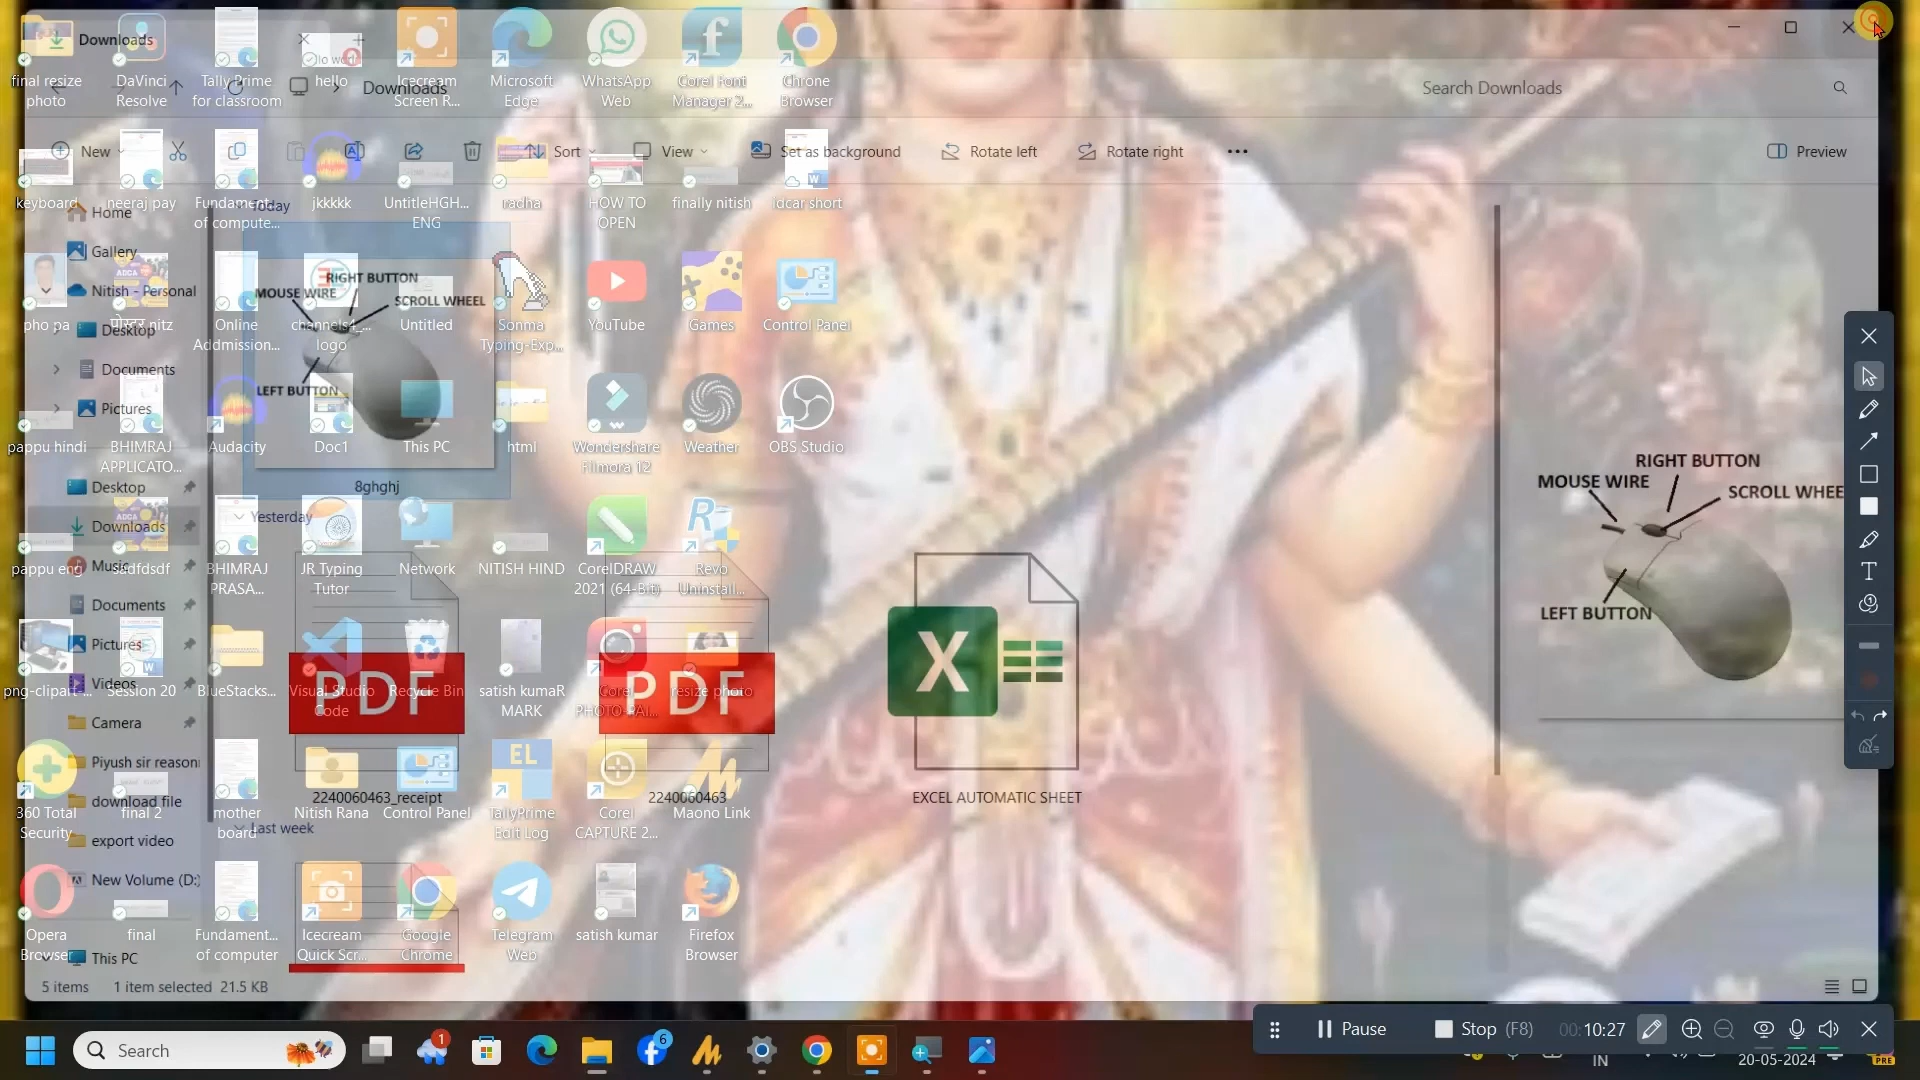 Downloads
Downloads
Search Downloads
New
Sort
View
Set as background
Rotate left
Rotate right
Preview
Home
Gallery
Nitish - Personal
Desktop
Documents
Pictures
Desktop
Downloads
Music
Documents
Pictures
Videos
Camera
Piyush sir reason
download file
export video
New Volume (D:)
This PC
Today
MOUSE WIRE
RIGHT BUTTON
SCROLL WHEEL
LEFT BUTTON
8ghghj
Yesterday
PDF
2240060463_receipt
PDF
2240060463
X
EXCEL AUTOMATIC SHEET
Last week
MOUSE WIRE
RIGHT BUTTON
SCROLL WHEE
LEFT BUTTON
5 items
1 item selected 21.5 KB
final resize
photo
DaVinci
Resolve
Tally Prime
for classroom
hello
Icecream
Screen R...
Microsoft
Edge
WhatsApp
Web
Corel Font
Manager 2...
Chrone
Browser
keyboard
neeraj pay
Fundament...
of compute...
jkkkkk
UntitleHGH...
ENG
radha
HOW TO
OPEN
finally nitish
idcar short
pho pa
पोस्टर nitz
Online
Addmission...
channels4_...
logo
Untitled
Sonma
Typing-Exp...
YouTube
Games
Control Panel
pappu hindi
BHIMRAJ
APPLICATO...
Audacity
Doc1
This PC
html
Wondershare
Filmora 12
Weather
OBS Studio
pappu eng
sadfdsdf
BHIMRAJ
PRASA...
JR Typing
Tutor
Network
NITISH HIND
CorelDRAW
2021 (64-Bit)
Revo
Uninstall...
png-clipart-...
Session 20
BlueStacks...
Visual Studio
Code
Recycle Bin
satish kumaR
MARK
Corel
PHOTO-PAI...
resize photo
360 Total
Security
final 2
mother
board
Nitish Rana
Control Panel
EL
TallyPrime
Edit Log
Corel
CAPTURE 2...
Maono Link
Opera
Browser
final
Fundament...
of computer
Icecream
Quick Scr...
Google
Chrome
Telegram
Web
satish kumar
Firefox
Browser
T
Pause
Stop (F8)
00:10:27
Search
1
6
IN
20-05-2024
PRE